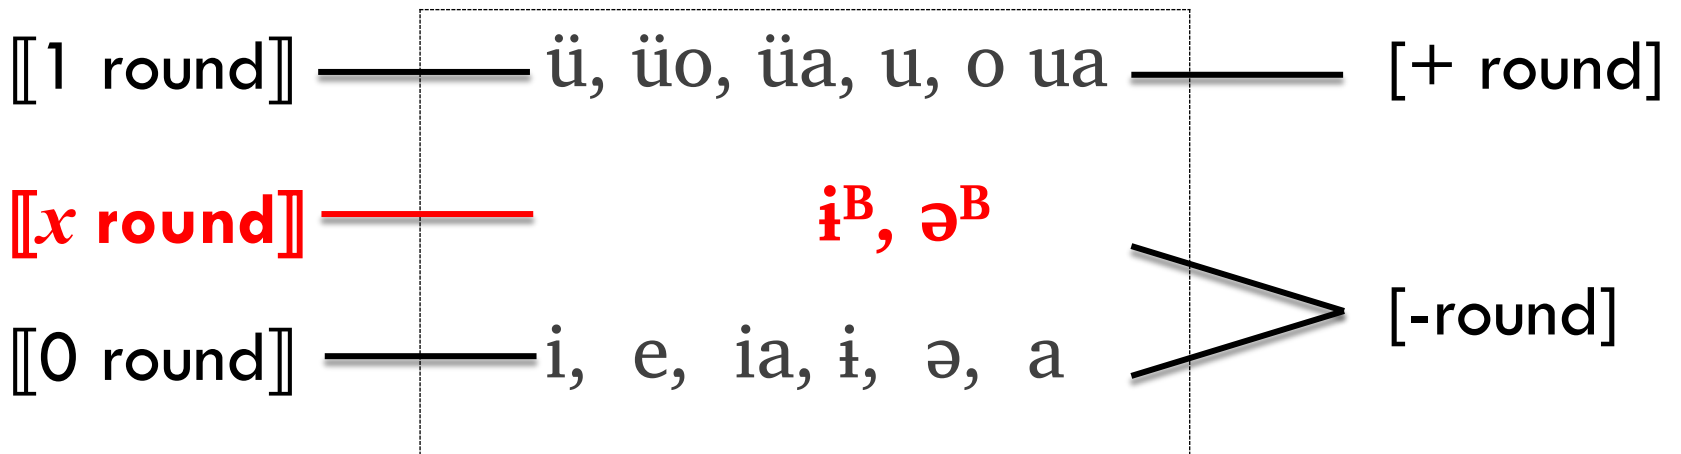 ⟦1 round⟧ ü, üo, üa, u, o ua [+ round]
⟦x round⟧ ɨᴮ, əᴮ
[-round]
⟦0 round⟧ i, e, ia, ɨ, ə, a